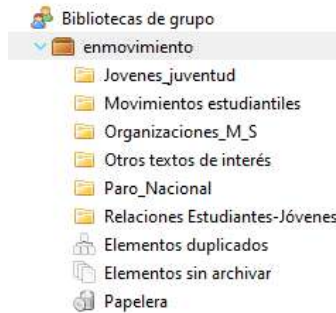 Bibliotecas de grupo
enmovimiento
Jovenes_juventud
Movimientos estudiantiles
Organizaciones_M_S
Otros textos de interés
Paro_Nacional
Relaciones Estudiantes-Jóvenes
Elementos duplicados
Elementos sin archivar
Papelera